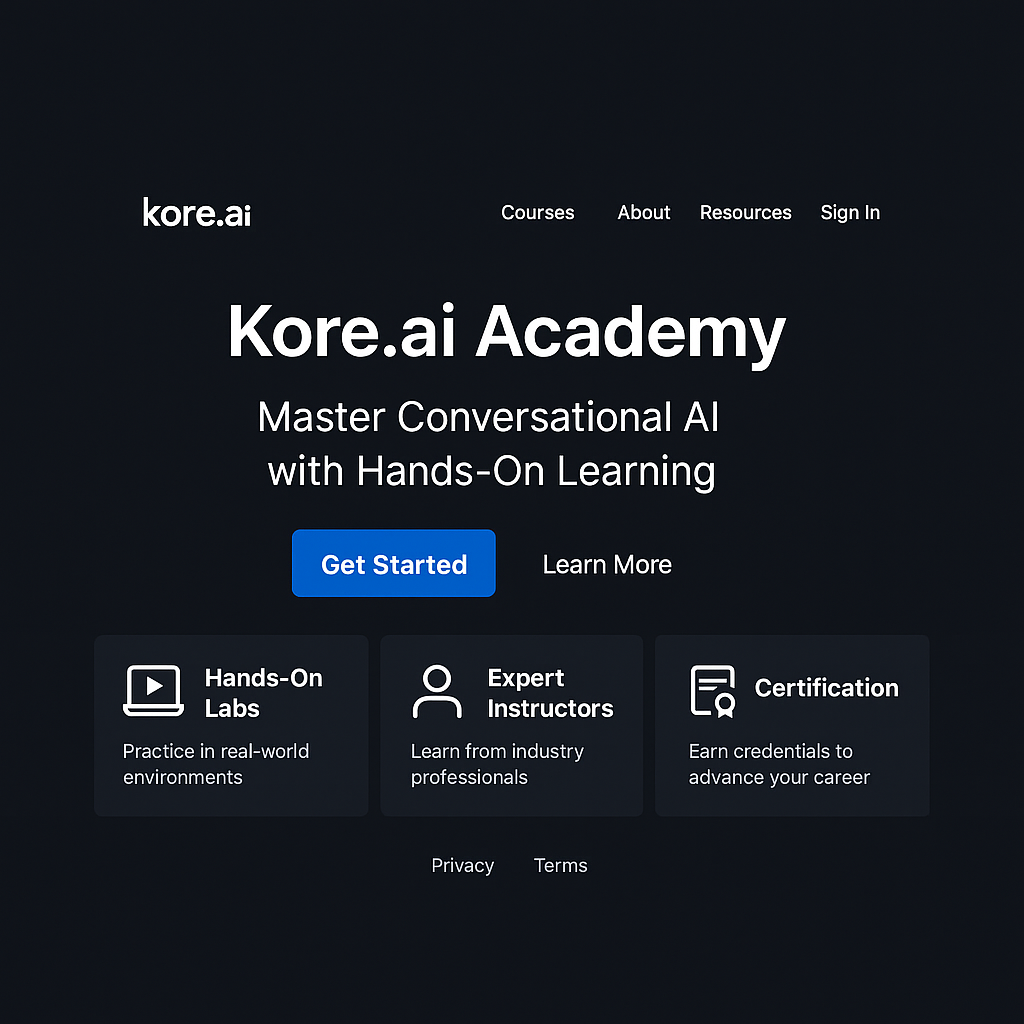 kore.ai
Courses About Resources Sign In
Kore.ai Academy
Master Conversational AI
with Hands-On Learning
Get Started
Learn More
Hands-On
Labs
Practice in real-world
environments
Expert
Instructors
Learn from industry
professionals
Certification
Earn credentials to
advance your career
Privacy Terms